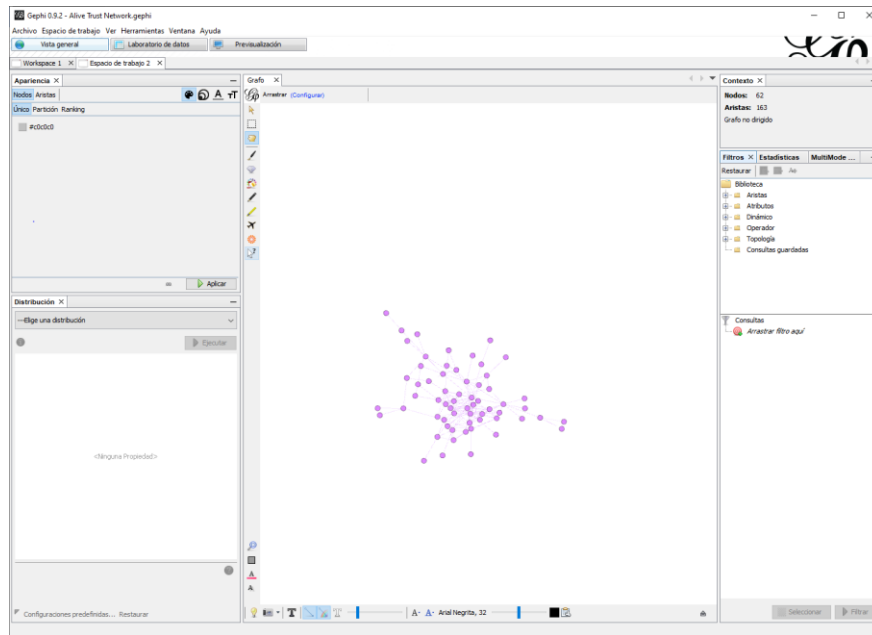 Gephi 0.9.2 - Alive Trust Network.gephi
Archivo Espacio de trabajo Ver Herramientas Ventana Ayuda
Vista general Laboratorio de datos Previsualización
Workspace 1 Espacio de trabajo 2
Apariencia
Nodos Aristas
Único Partición Ranking
#c0c0c0
Aplicar
Distribución
---Elige una distribución
Ejecutar
<Ninguna Propiedad>
Configuraciones predefinidas... Restaurar
Grafo
Arrastrar (Configurar)
A- A- Arial Negrita, 32
Contexto
Nodos: 62
Aristas: 163
Grafo no dirigido
Filtros Estadísticas MultiMode ...
Restaurar
Biblioteca
Aristas
Atributos
Dinámico
Operador
Topología
Consultas guardadas
Consultas
Arrastrar filtro aquí
Seleccionar Filtrar